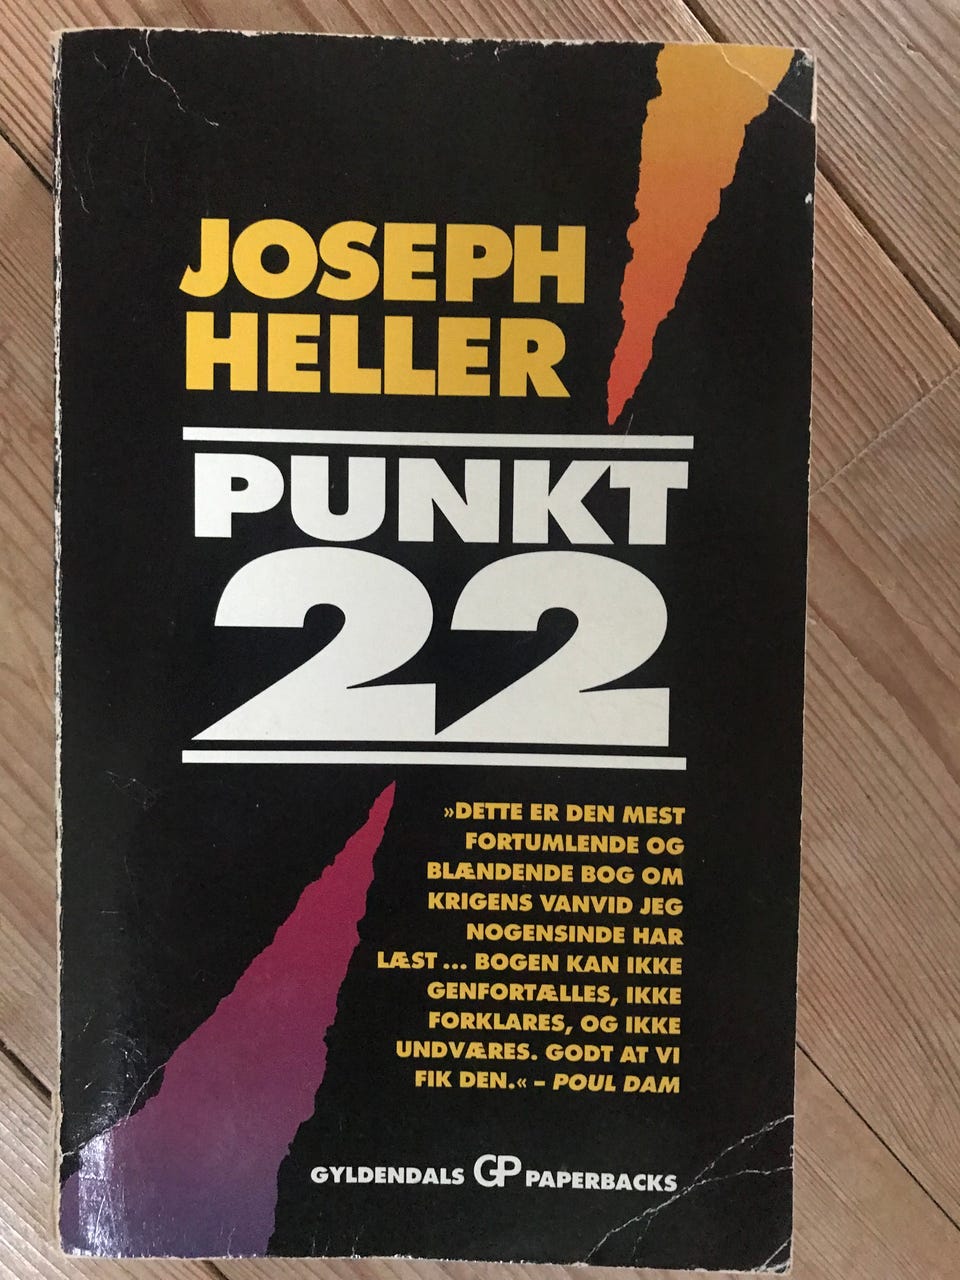 JOSEPH
HELLER
PUNKT
22
»DETTE ER DEN MEST
FORTUMLENDE OG
BLÆNDENDE BOG OM
KRIGENS VANVID JEG
NOGENSINDE HAR
LÆST ... BOGEN KAN IKKE
GENFORTÆLLES, IKKE
FORKLARES, OG IKKE
UNDVÆRES. GODT AT VI
FIK DEN.« – POUL DAM
GYLDENDALS GP PAPERBACKS